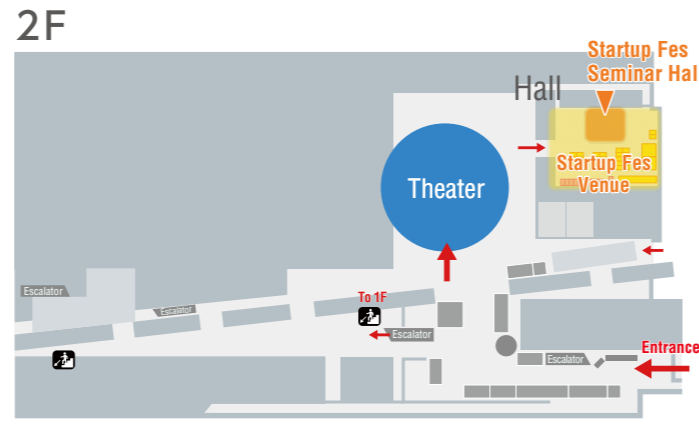 2F
Startup Fes
Seminar Hal
Hall
Startup Fes
Venue
Theater
Escalator
Escalator
To 1F
Escalator
Entrance
Escalator